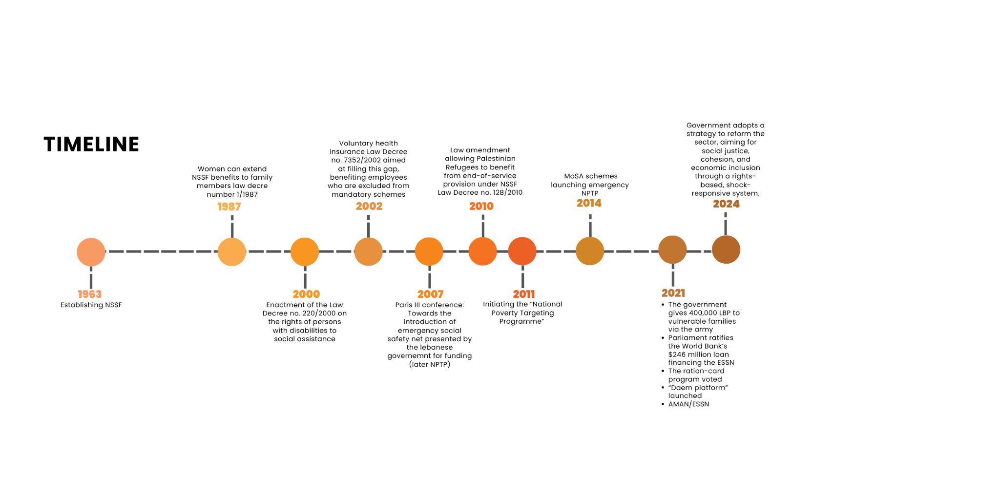 TIMELINE
1963
Establishing NSSF
Women can extend
NSSF benefits to family
members law decre
number 1/1987
1987
2000
Enactment of the Law
Decree no. 220/2000 on
the rights of persons
with disabilities to
social assistance
Voluntary health
insurance Law Decree
no. 7352/2002 aimed
at filling this gap,
benefiting employees
who are excluded from
mandatory schemes
2002
2007
Paris III conference:
Towards the
introduction of
emergency social
safety net presented by
the lebanese
governemnt for funding
(later NPTP)
Law amendment
allowing Palestinian
Refugees to benefit
from end-of-service
provision under NSSF
Law Decree no. 128/2010
2010
2011
Initiating the “National
Poverty Targeting
Programme”
MoSA schemes
launching emergency
NPTP
2014
2021
• The government
gives 400,000 LBP to
vulnerable families
via the army
• Parliament ratifies
the World Bank’s
$246 million loan
financing the ESSN
• The ration-card
program voted
• “Daem platform”
launched
• AMAN/ESSN
Government adopts a
strategy to reform the
sector, aiming for
social justice,
cohesion, and
economic inclusion
through a rights-
based, shock-
responsive system.
2024